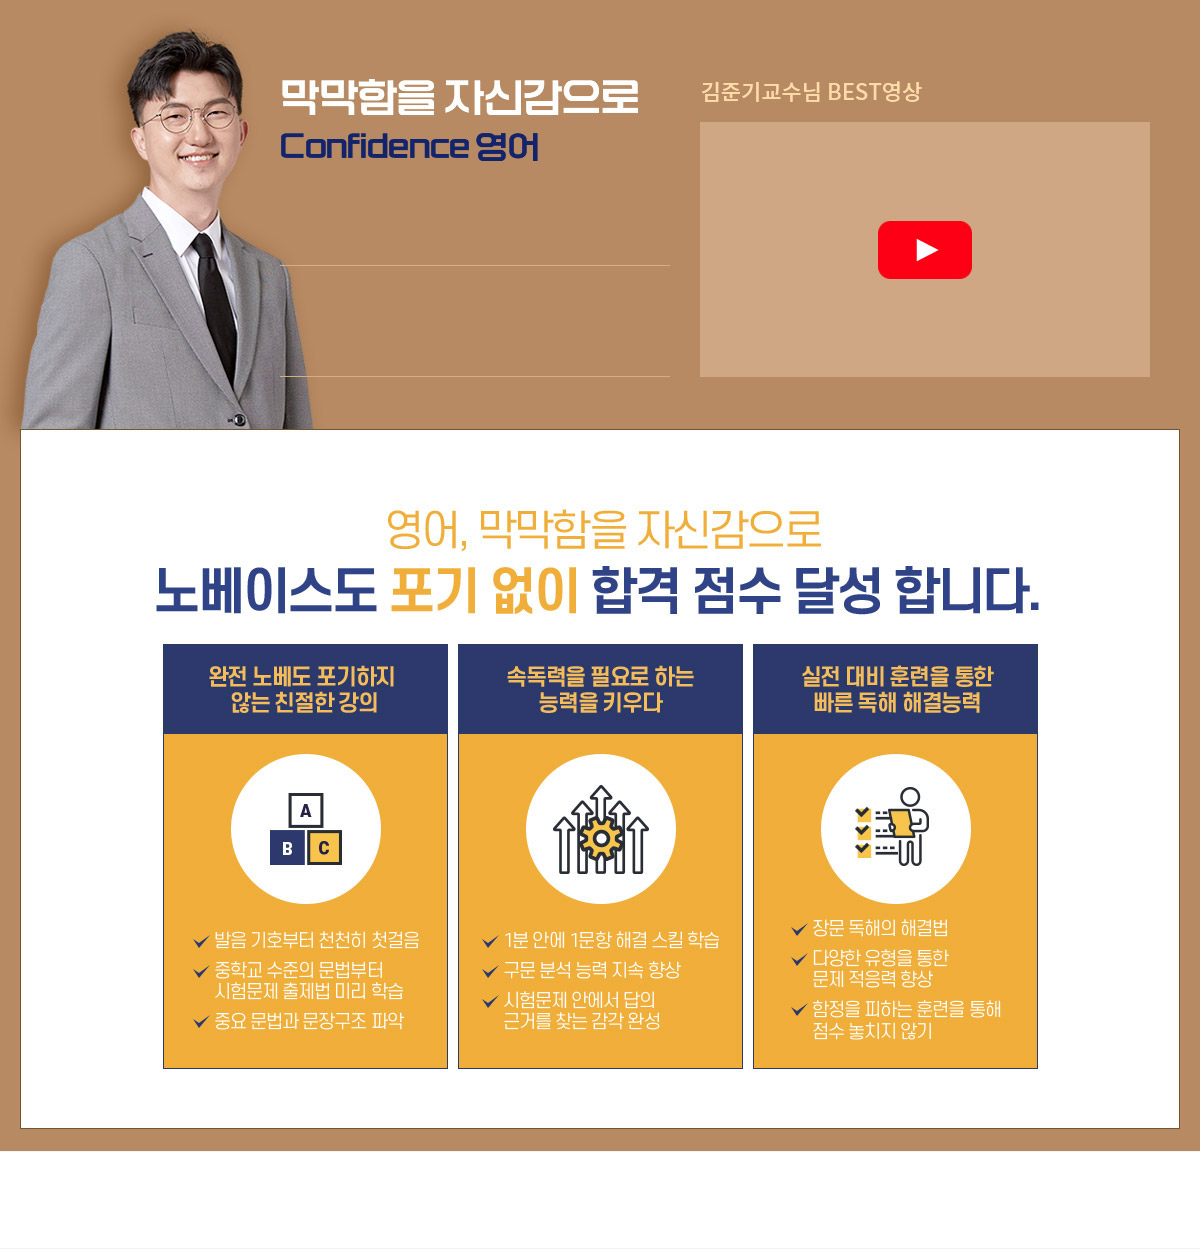 막막함을 자신감으로
Confidence 영어
김준기교수님 BEST영상
영어, 막막함을 자신감으로
노베이스도 포기 없이 합격 점수 달성 합니다.
완전 노베도 포기하지
않는 친절한 강의
A
B C
발음 기호부터 천천히 첫걸음
중학교 수준의 문법부터
시험문제 출제법 미리 학습
중요 문법과 문장구조 파악
속독력을 필요로 하는
능력을 키우다
1분 안에 1문항 해결 스킬 학습
구문 분석 능력 지속 향상
시험문제 안에서 답의
근거를 찾는 감각 완성
실전 대비 훈련을 통한
빠른 독해 해결능력
장문 독해의 해결법
다양한 유형을 통한
문제 적응력 향상
함정을 피하는 훈련을 통해
점수 놓치지 않기